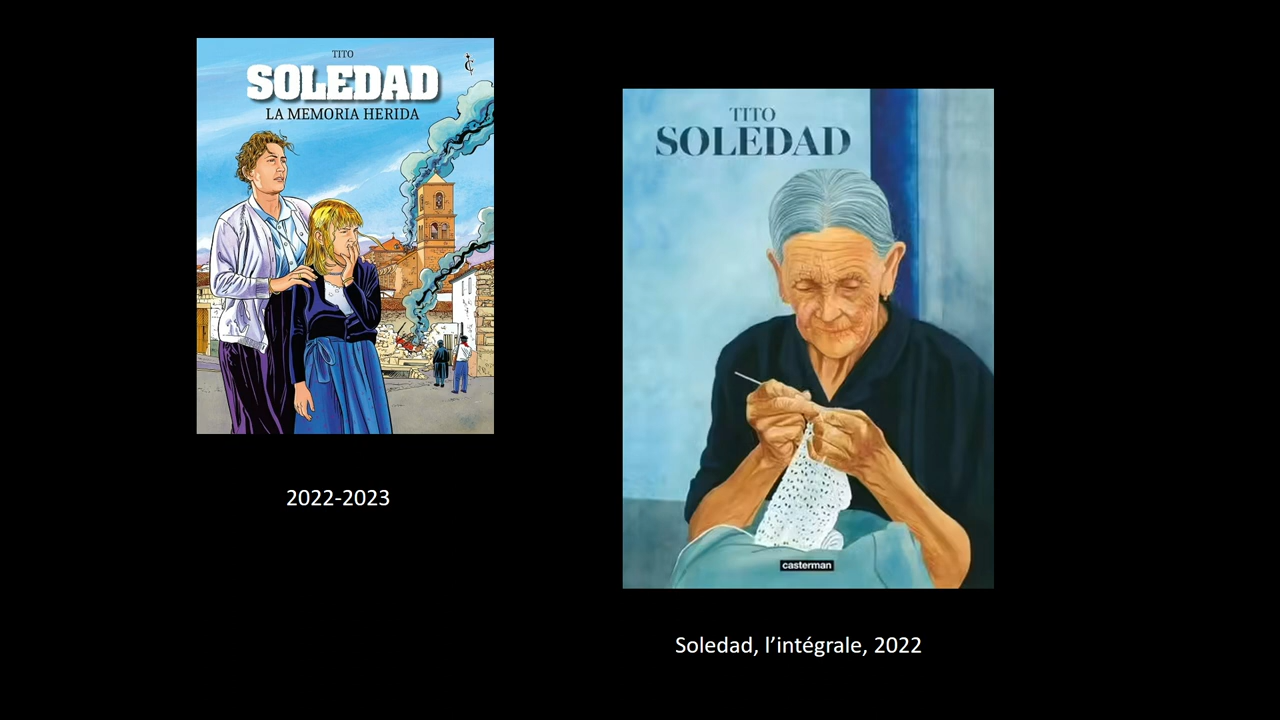 TITO
SOLEDAD
LA MEMORIA HERIDA
2022-2023
TITO
SOLEDAD
casterman
Soledad, l’intégrale, 2022